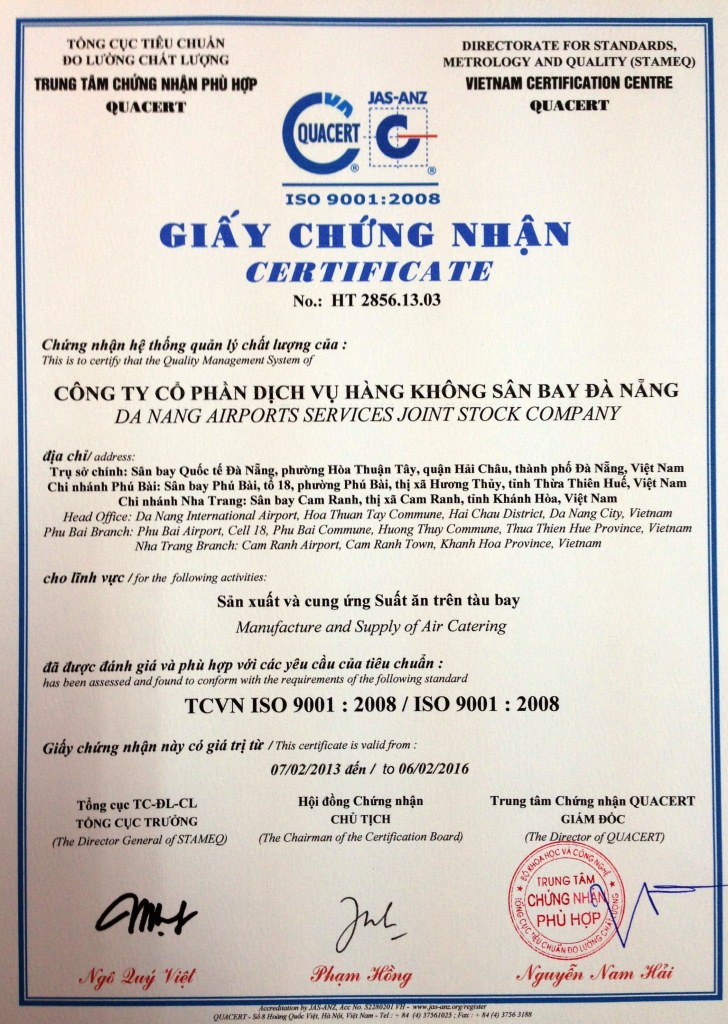 TỔNG CỤC TIÊU CHUẨN
ĐO LƯỜNG CHẤT LƯỢNG
TRUNG TÂM CHỨNG NHẬN PHÙ HỢP
QUACERT
DIRECTORATE FOR STANDARDS,
METROLOGY AND QUALITY (STAMEQ)
VIETNAM CERTIFICATION CENTRE
QUACERT
QUACERT ®
JAS-ANZ ®
ISO 9001:2008
GIẤY CHỨNG NHẬN
CERTIFICATE
No.: HT 2856.13.03
Chứng nhận hệ thống quản lý chất lượng của :
This is to certify that the Quality Management System of
CÔNG TY CỔ PHẦN DỊCH VỤ HÀNG KHÔNG SÂN BAY ĐÀ NẴNG
DA NANG AIRPORTS SERVICES JOINT STOCK COMPANY
địa chỉ/ address:
Trụ sở chính: Sân bay Quốc tế Đà Nẵng, phường Hòa Thuận Tây, quận Hải Châu, thành phố Đà Nẵng, Việt Nam
Chi nhánh Phú Bài: Sân bay Phú Bài, tổ 18, phường Phú Bài, thị xã Hương Thủy, tỉnh Thừa Thiên Huế, Việt Nam
Chi nhánh Nha Trang: Sân bay Cam Ranh, thị xã Cam Ranh, tỉnh Khánh Hòa, Việt Nam
Head Office: Da Nang International Airport, Hoa Thuan Tay Commune, Hai Chau District, Da Nang City, Vietnam
Phu Bai Branch: Phu Bai Airport, Cell 18, Phu Bai Commune, Huong Thuy Commune, Thua Thien Hue Province, Vietnam
Nha Trang Branch: Cam Ranh Airport, Cam Ranh Town, Khanh Hoa Province, Vietnam
cho lĩnh vực / for the following activities:
Sản xuất và cung ứng Suất ăn trên tàu bay
Manufacture and Supply of Air Catering
đã được đánh giá và phù hợp với các yêu cầu của tiêu chuẩn :
has been assessed and found to conform with the requirements of the following standard
TCVN ISO 9001 : 2008 / ISO 9001 : 2008
Giấy chứng nhận này có giá trị từ / This certificate is valid from :
07/02/2013 đến / to 06/02/2016
Tổng cục TC-ĐL-CL
TỔNG CỤC TRƯỞNG
(The Director General of STAMEQ)
Hội đồng Chứng nhận
CHỦ TỊCH
(The Chairman of the Certification Board)
Trung tâm Chứng nhận QUACERT
GIÁM ĐỐC
(The Director of QUACERT)
BỘ KHOA HỌC VÀ CÔNG NGHỆ
TRUNG TÂM
CHỨNG NHẬN
PHÙ HỢP
TỔNG CỤC TIÊU CHUẨN ĐO LƯỜNG CHẤT LƯỢNG
Ngô Quý Việt
Phạm Hồng
Nguyễn Nam Hải
Accreditation by JAS-ANZ, Acc No. S2280201 VH - www.jas-anz.org/register
QUACERT - Số 8 Hoàng Quốc Việt, Hà Nội, Việt Nam - Tel : + 84 (4) 37561025 ; Fax : + 84 (4) 3756 3188